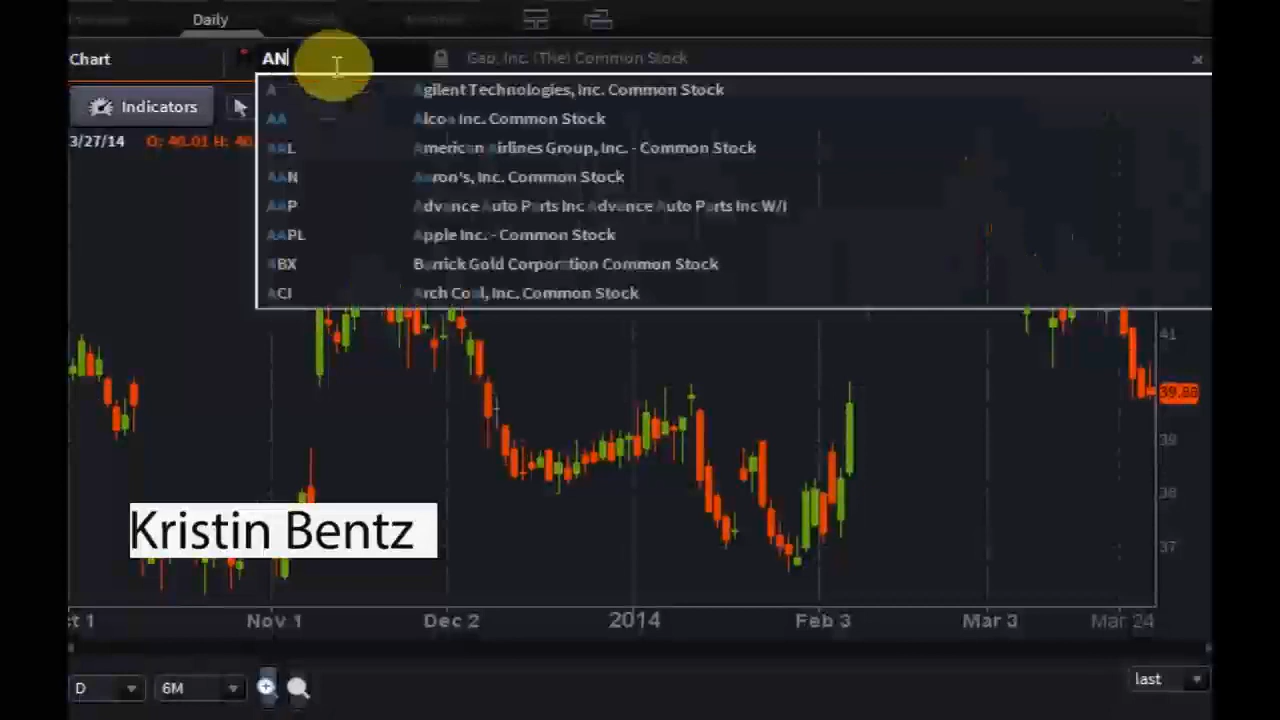 Daily
Chart
AN
Gap, Inc. (The) Common Stock
Indicators
A Agilent Technologies, Inc. Common Stock
AA Alcoa Inc. Common Stock
AAL American Airlines Group, Inc. - Common Stock
AAN Aaron's, Inc. Common Stock
AAP Advance Auto Parts Inc Advance Auto Parts Inc W/I
AAPL Apple Inc. - Common Stock
ABX Barrick Gold Corporation Common Stock
ACI Arch Coal, Inc. Common Stock
3/27/14 O: 40.01 H: 40.
41
39.88
39
38
37
Kristin Bentz
t 1 Nov 1 Dec 2 2014 Feb 3 Mar 3 Mar 24
D 6M last